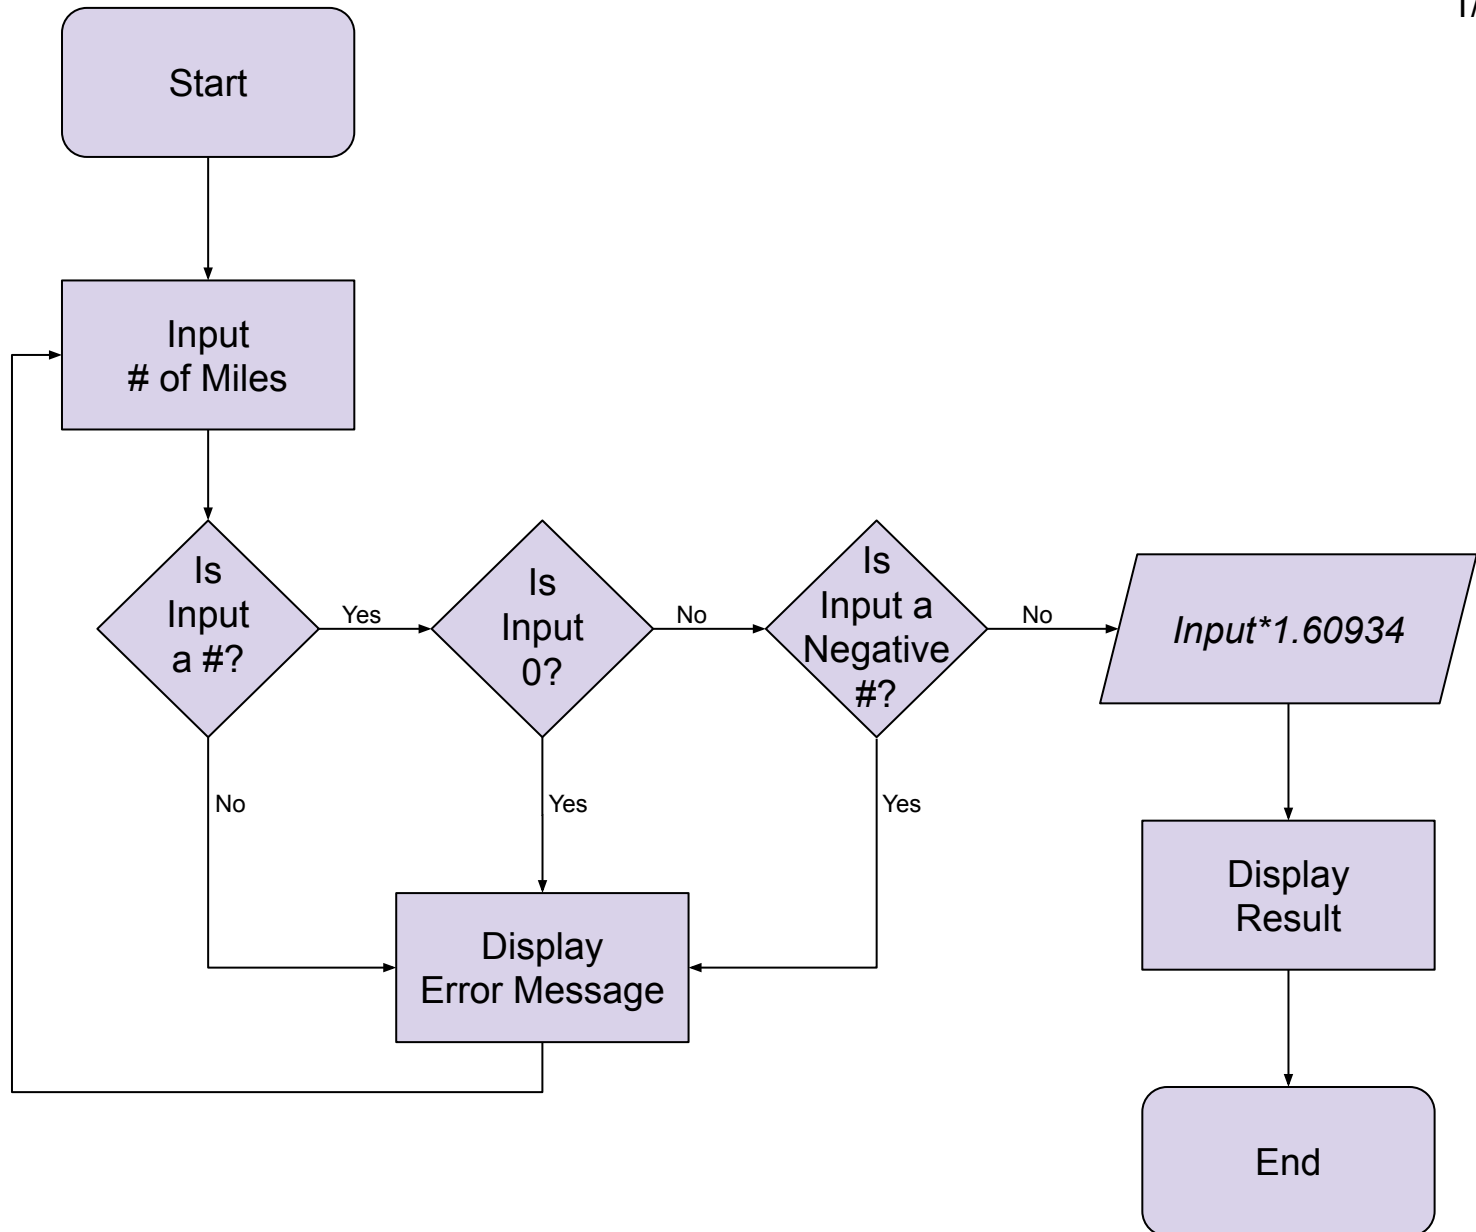 Start
Input
# of Miles
Is
Input
a #?
Yes
Is
Input
0?
No
Is
Input a
Negative
#?
No
Input*1.60934
No
Yes
Yes
Display
Error Message
Display
Result
End